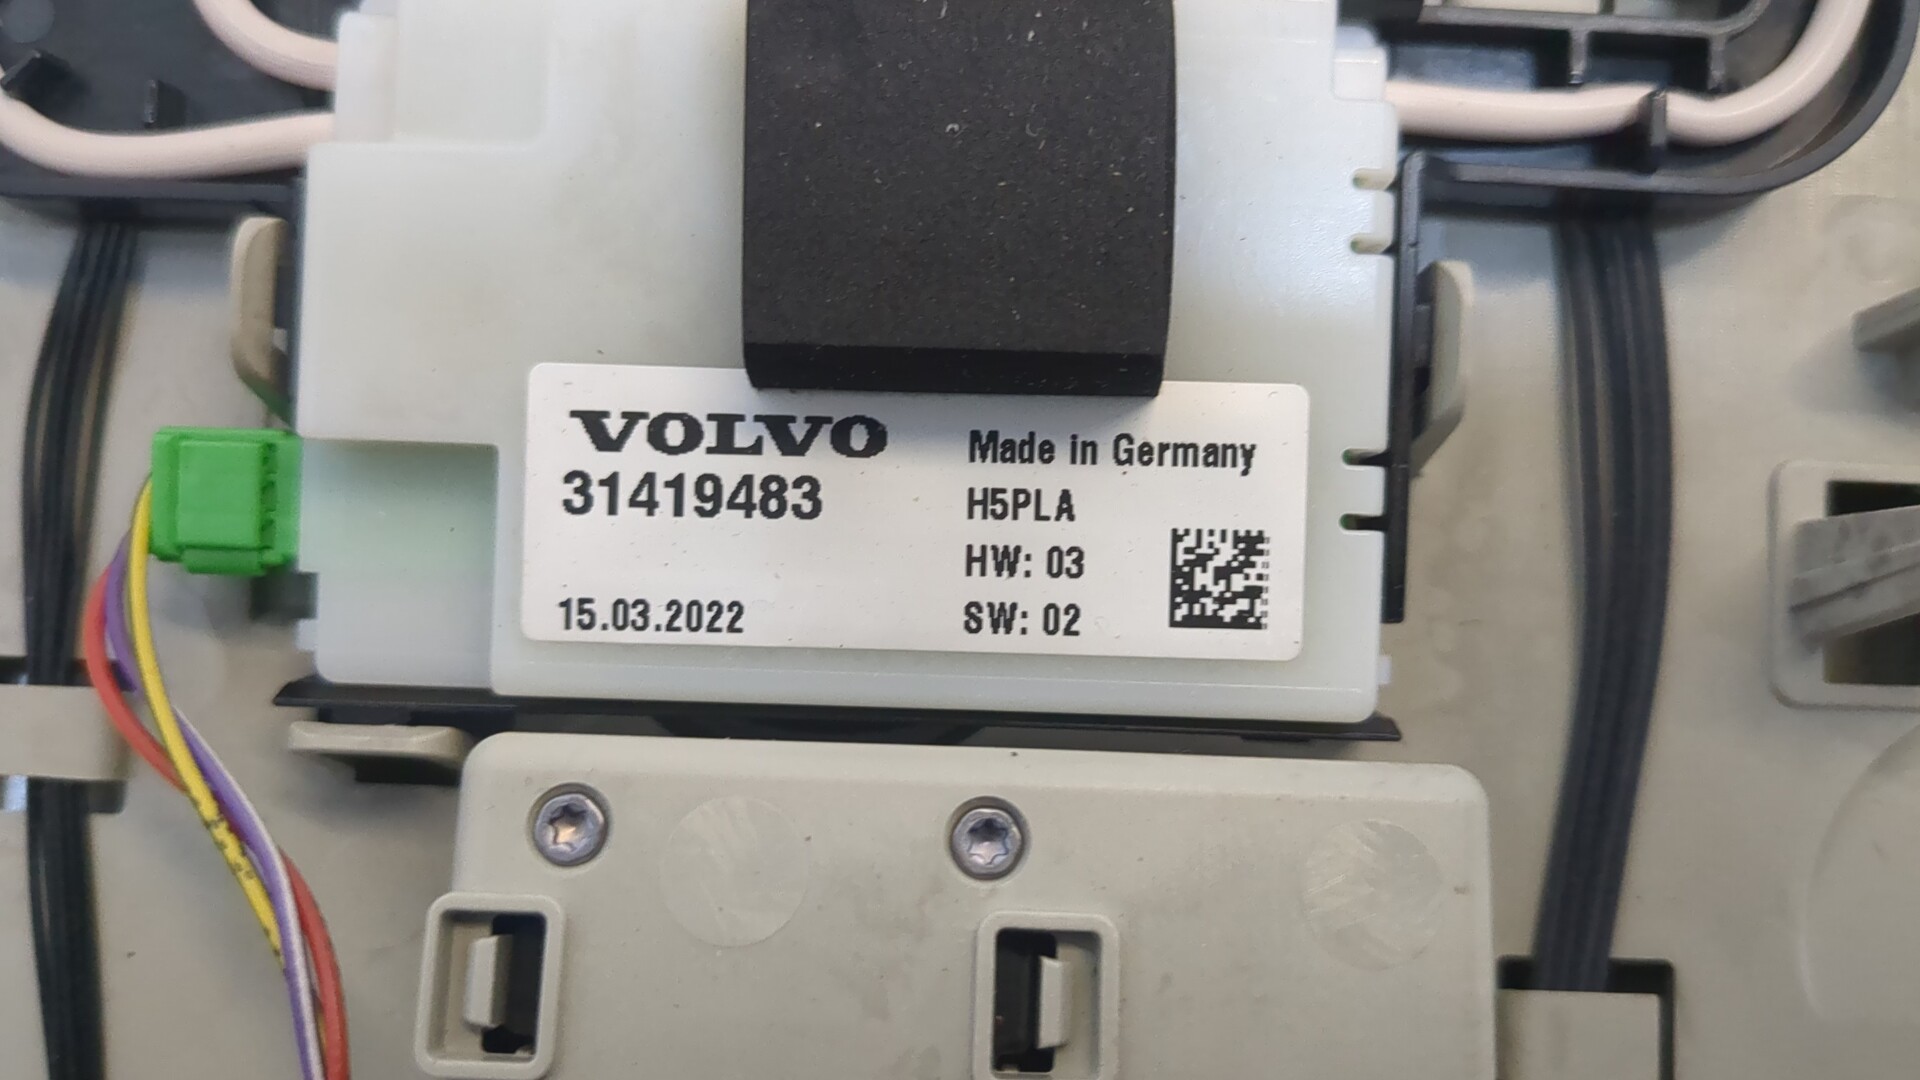 VOLVO
31419483
15.03.2022
Made in Germany
H5PLA
HW: 03
SW: 02